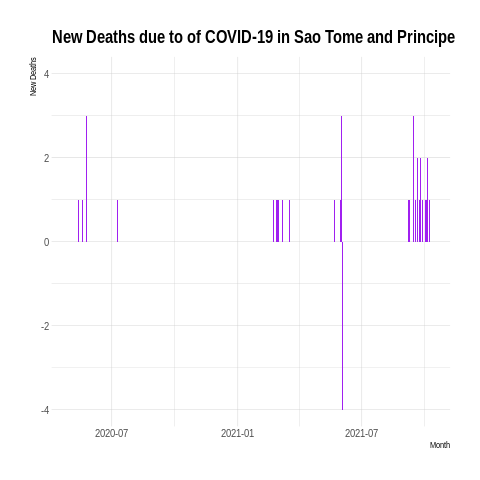 New Deaths due to of COVID-19 in Sao Tome and Principe
New Deaths
4
2
0
-2
-4
2020-07
2021-01
2021-07
Month